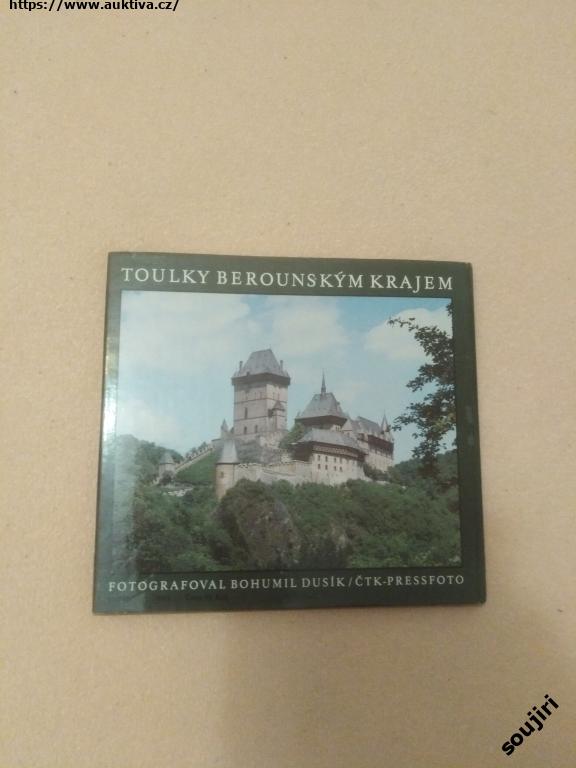 https://www.auktiva.cz/
TOULKY BEROUNSKÝM KRAJEM
FOTOGRAFOVAL BOHUMIL DUSÍK/ČTK-PRESSFOTO
soujiri